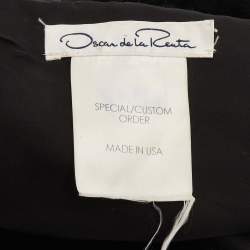 Oscar de la Renta
SPECIAL/CUSTOM
ORDER
MADE IN USA